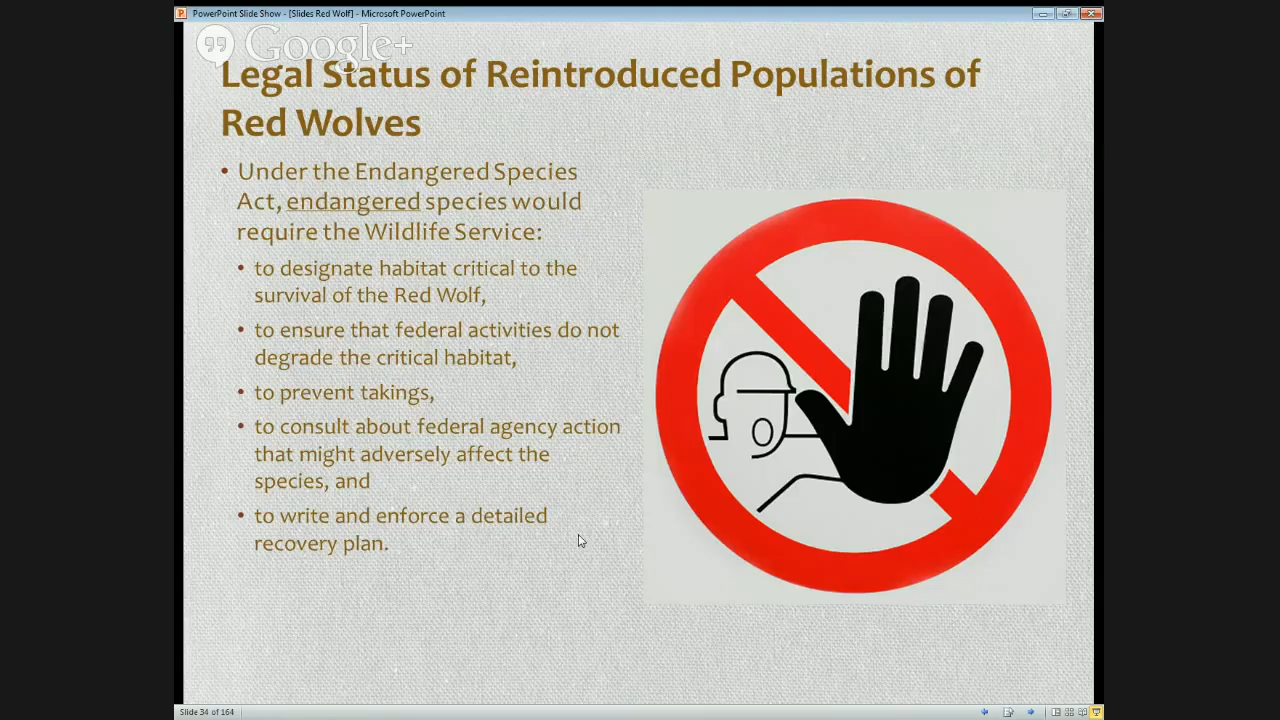 PowerPoint Slide Show - [Slides Red Wolf] - Microsoft PowerPoint
Google+
Legal Status of Reintroduced Populations of
Red Wolves
• Under the Endangered Species
Act, endangered species would
require the Wildlife Service:
• to designate habitat critical to the
survival of the Red Wolf,
• to ensure that federal activities do not
degrade the critical habitat,
• to prevent takings,
• to consult about federal agency action
that might adversely affect the
species, and
• to write and enforce a detailed
recovery plan.
Slide 34 of 164